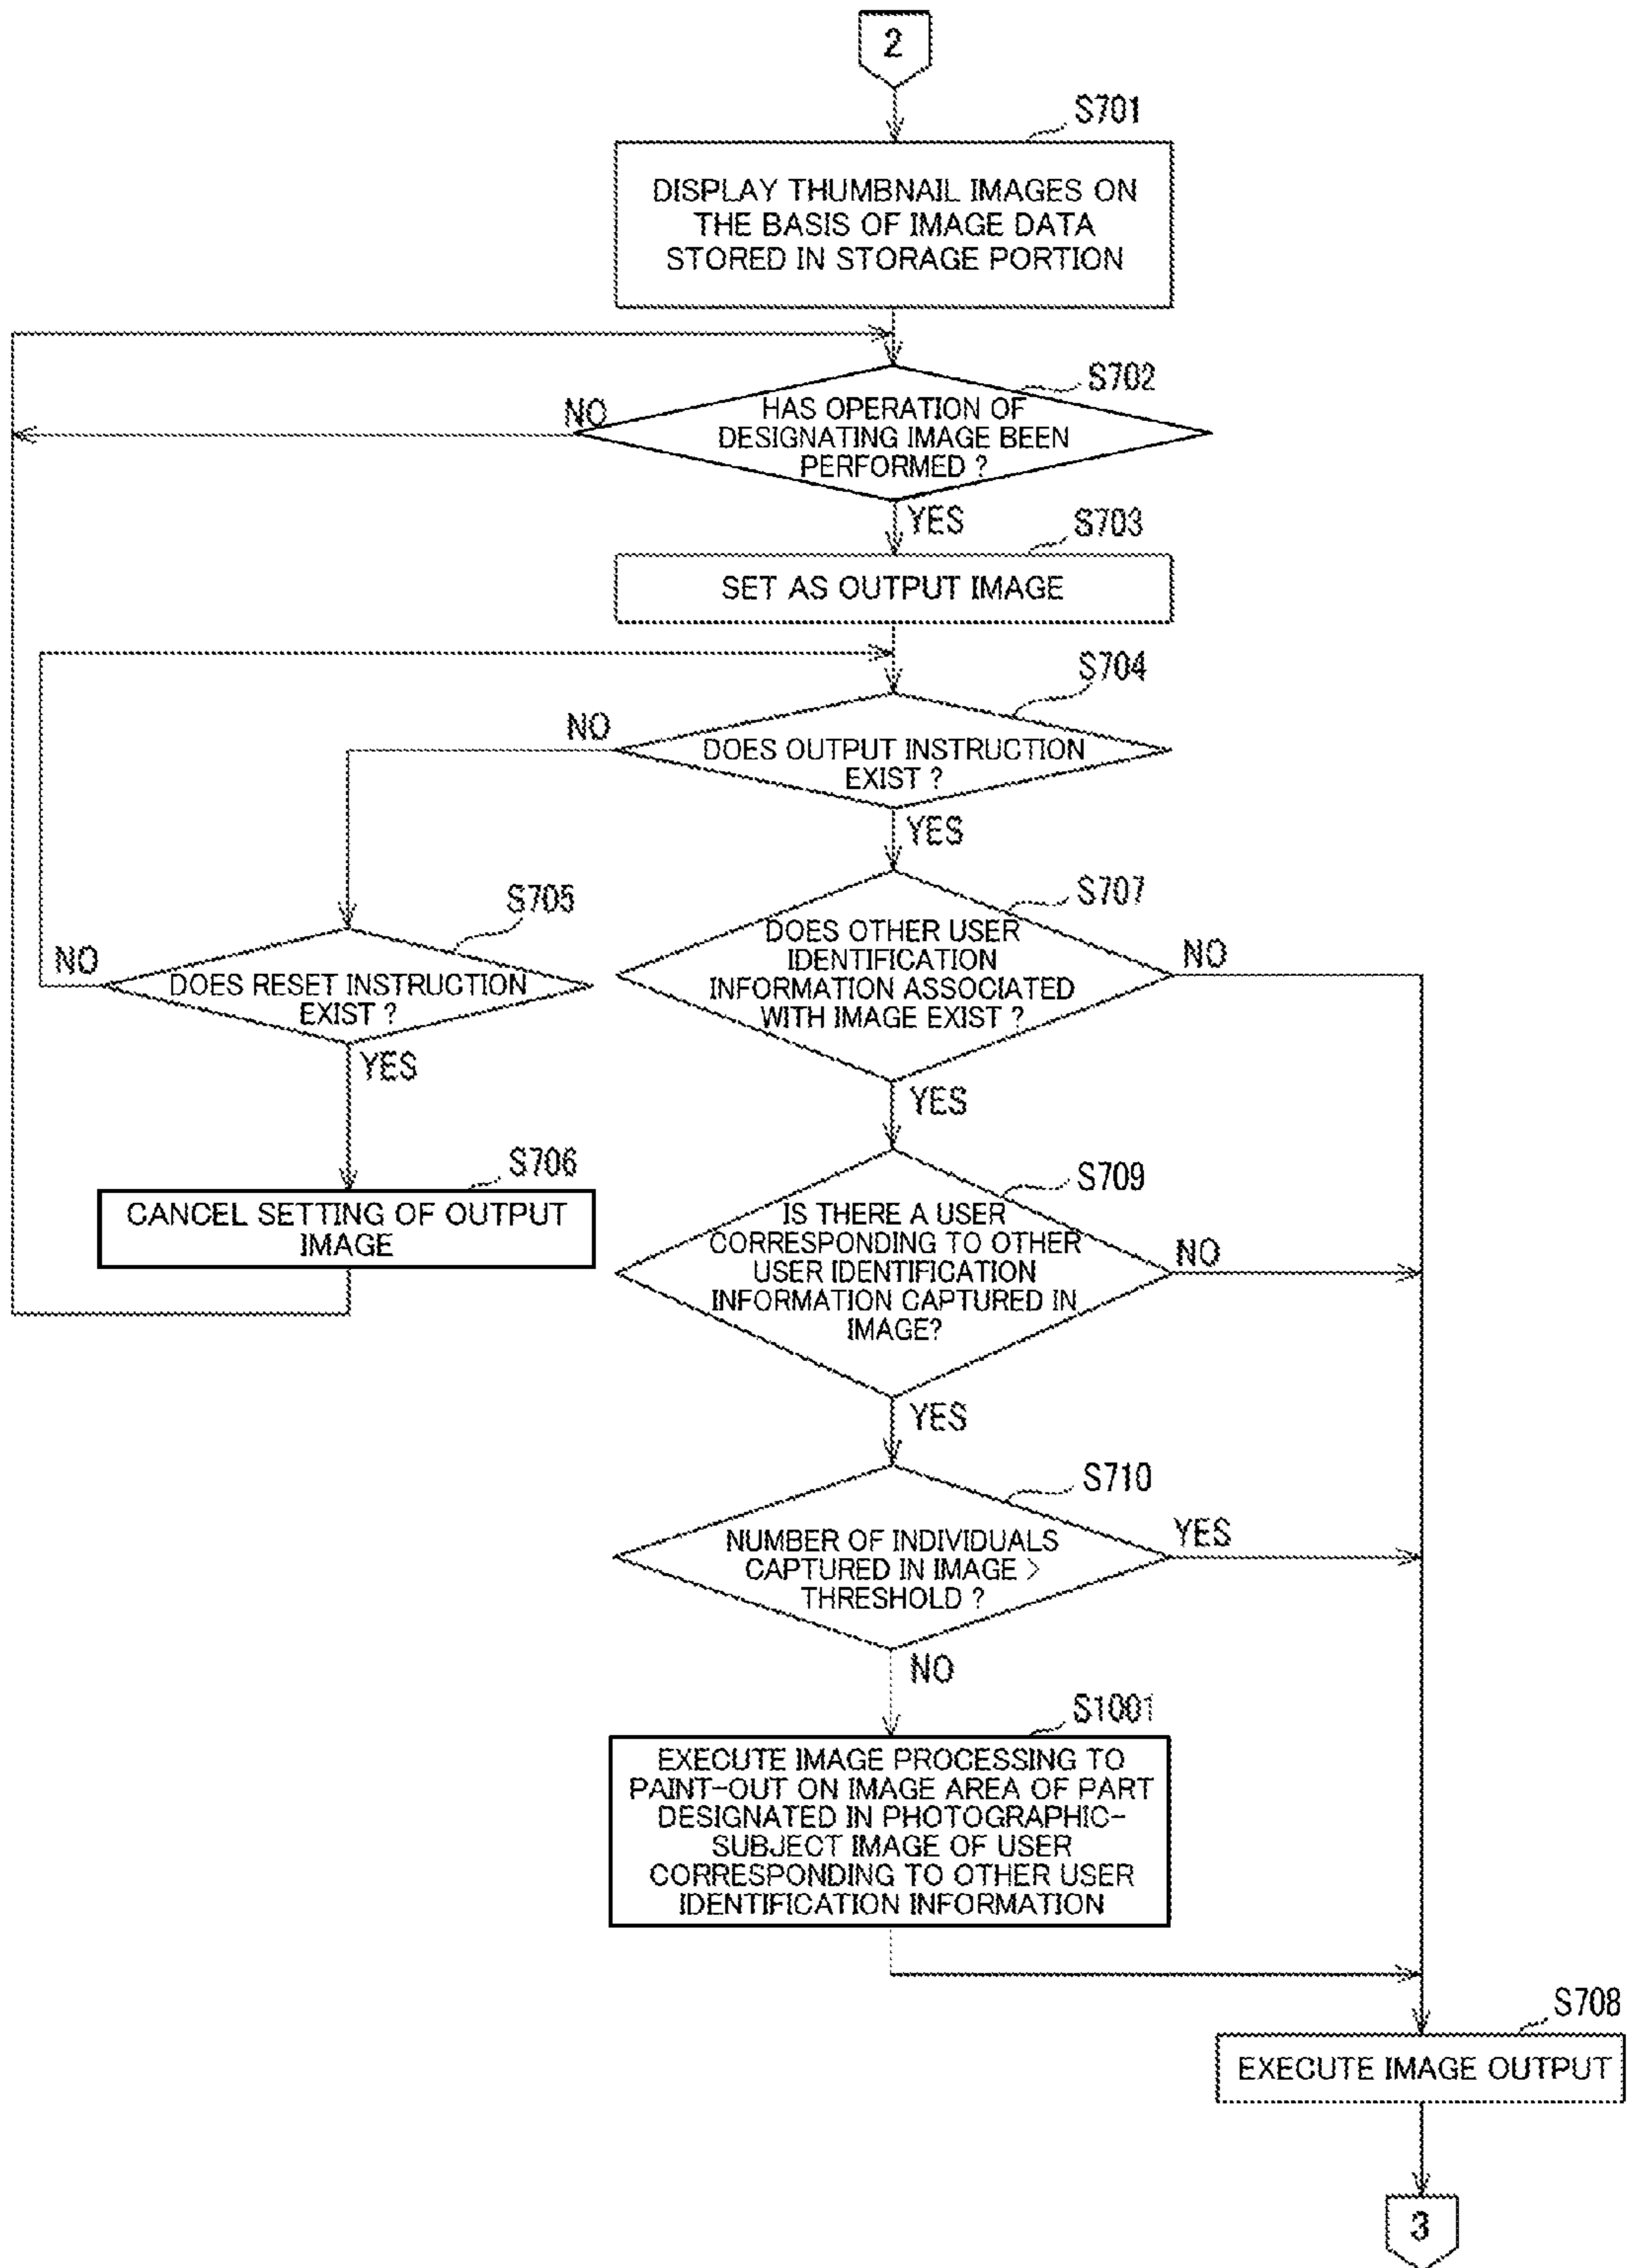 2
S701
DISPLAY THUMBNAIL IMAGES ON
THE BASIS OF IMAGE DATA
STORED IN STORAGE PORTION
S702
NO
HAS OPERATION OF
DESIGNATING IMAGE BEEN
PERFORMED ?
YES
S703
SET AS OUTPUT IMAGE
S704
NO
DOES OUTPUT INSTRUCTION
EXIST ?
YES
S705
NO
DOES RESET INSTRUCTION
EXIST ?
YES
S706
CANCEL SETTING OF OUTPUT
IMAGE
S707
DOES OTHER USER
IDENTIFICATION
INFORMATION ASSOCIATED
WITH IMAGE EXIST ?
NO
YES
S709
IS THERE A USER
CORRESPONDING TO OTHER
USER IDENTIFICATION
INFORMATION CAPTURED IN
IMAGE?
NO
YES
S710
NUMBER OF INDIVIDUALS
CAPTURED IN IMAGE >
THRESHOLD ?
YES
NO
S1001
EXECUTE IMAGE PROCESSING TO
PAINT-OUT ON IMAGE AREA OF PART
DESIGNATED IN PHOTOGRAPHIC-
SUBJECT IMAGE OF USER
CORRESPONDING TO OTHER USER
IDENTIFICATION INFORMATION
S708
EXECUTE IMAGE OUTPUT
3